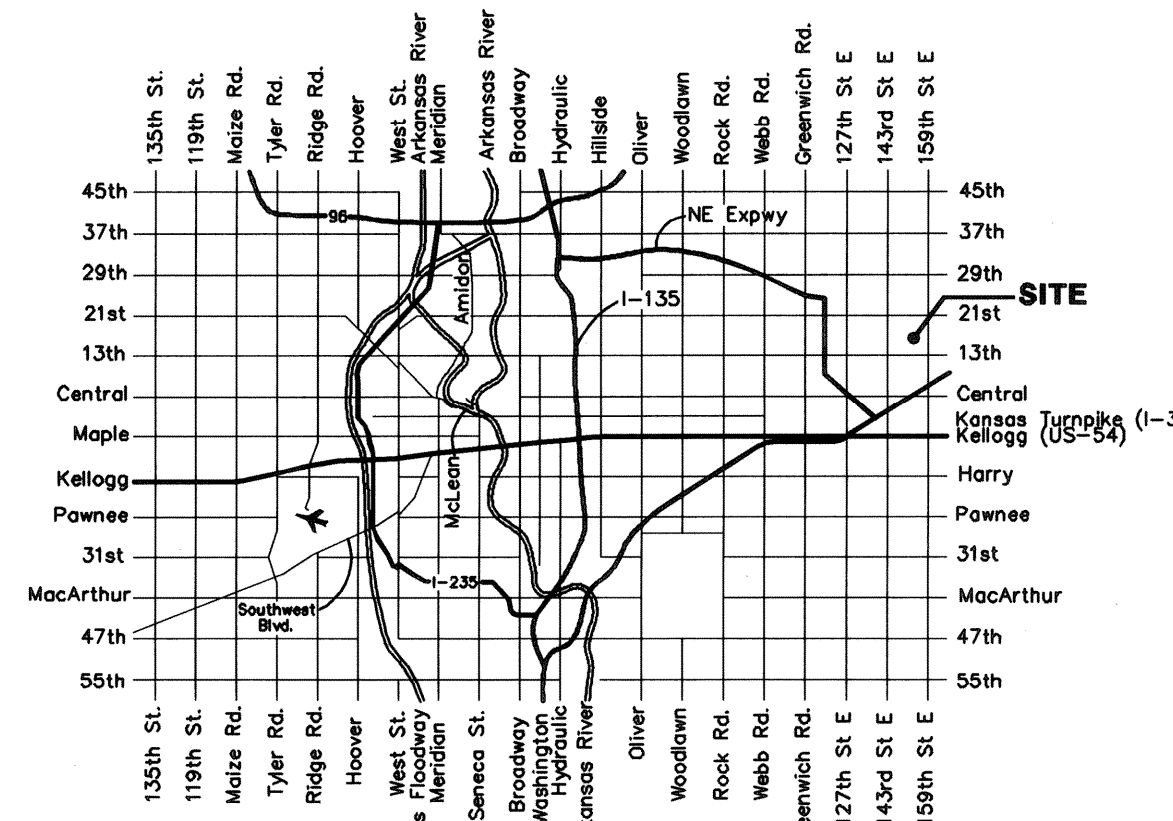 135th St.
119th St.
Maize Rd.
Tyler Rd.
Ridge Rd.
Hoover
West St.
Arkansas River
Meridian
Arkansas River
Broadway
Hydraulic
Hillside
Oliver
Woodlawn
Rock Rd.
Webb Rd.
Greenwich Rd.
127th St E
143rd St E
159th St E
45th
45th
96
NE Expwy
37th
37th
29th
29th
Amidon
I-135
SITE
21st
21st
13th
13th
Central
Central
Kansas Turnpike (I-3
Maple
Kellogg (US-54)
Kellogg
Harry
McLean
Pawnee
Pawnee
31st
31st
I-235
MacArthur
MacArthur
Southwest
Blvd.
47th
47th
55th
55th
135th St.
119th St.
Maize Rd.
Tyler Rd.
Ridge Rd.
Hoover
West St.
s Floodway
Meridian
Seneca St.
Broadway
Washington
Hydraulic
kansas River
Oliver
Woodlawn
Rock Rd.
Webb Rd.
eenwich Rd.
127th St E
143rd St E
159th St E